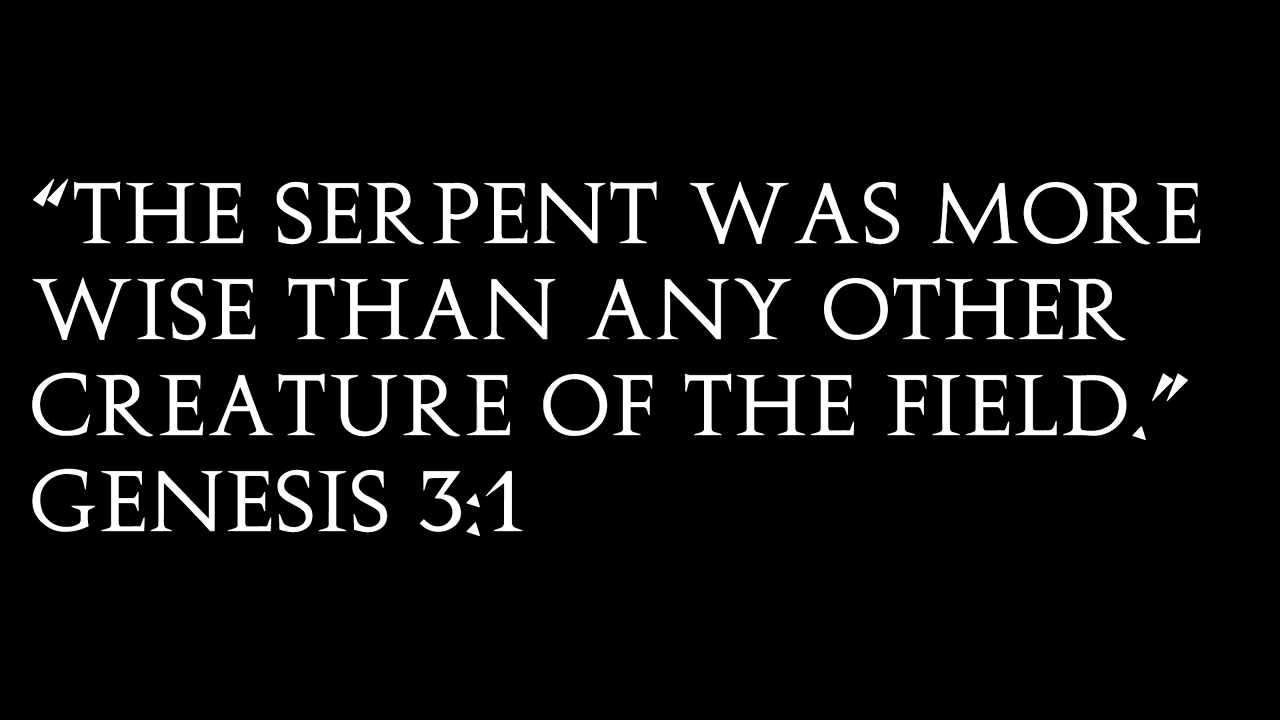 “THE SERPENT WAS MORE
WISE THAN ANY OTHER
CREATURE OF THE FIELD.”
GENESIS 3:1